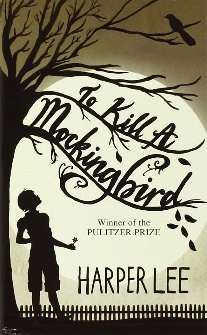 To Kill A
Mockingbird
Winner of the
PULITZER PRIZE
HARPER LEE